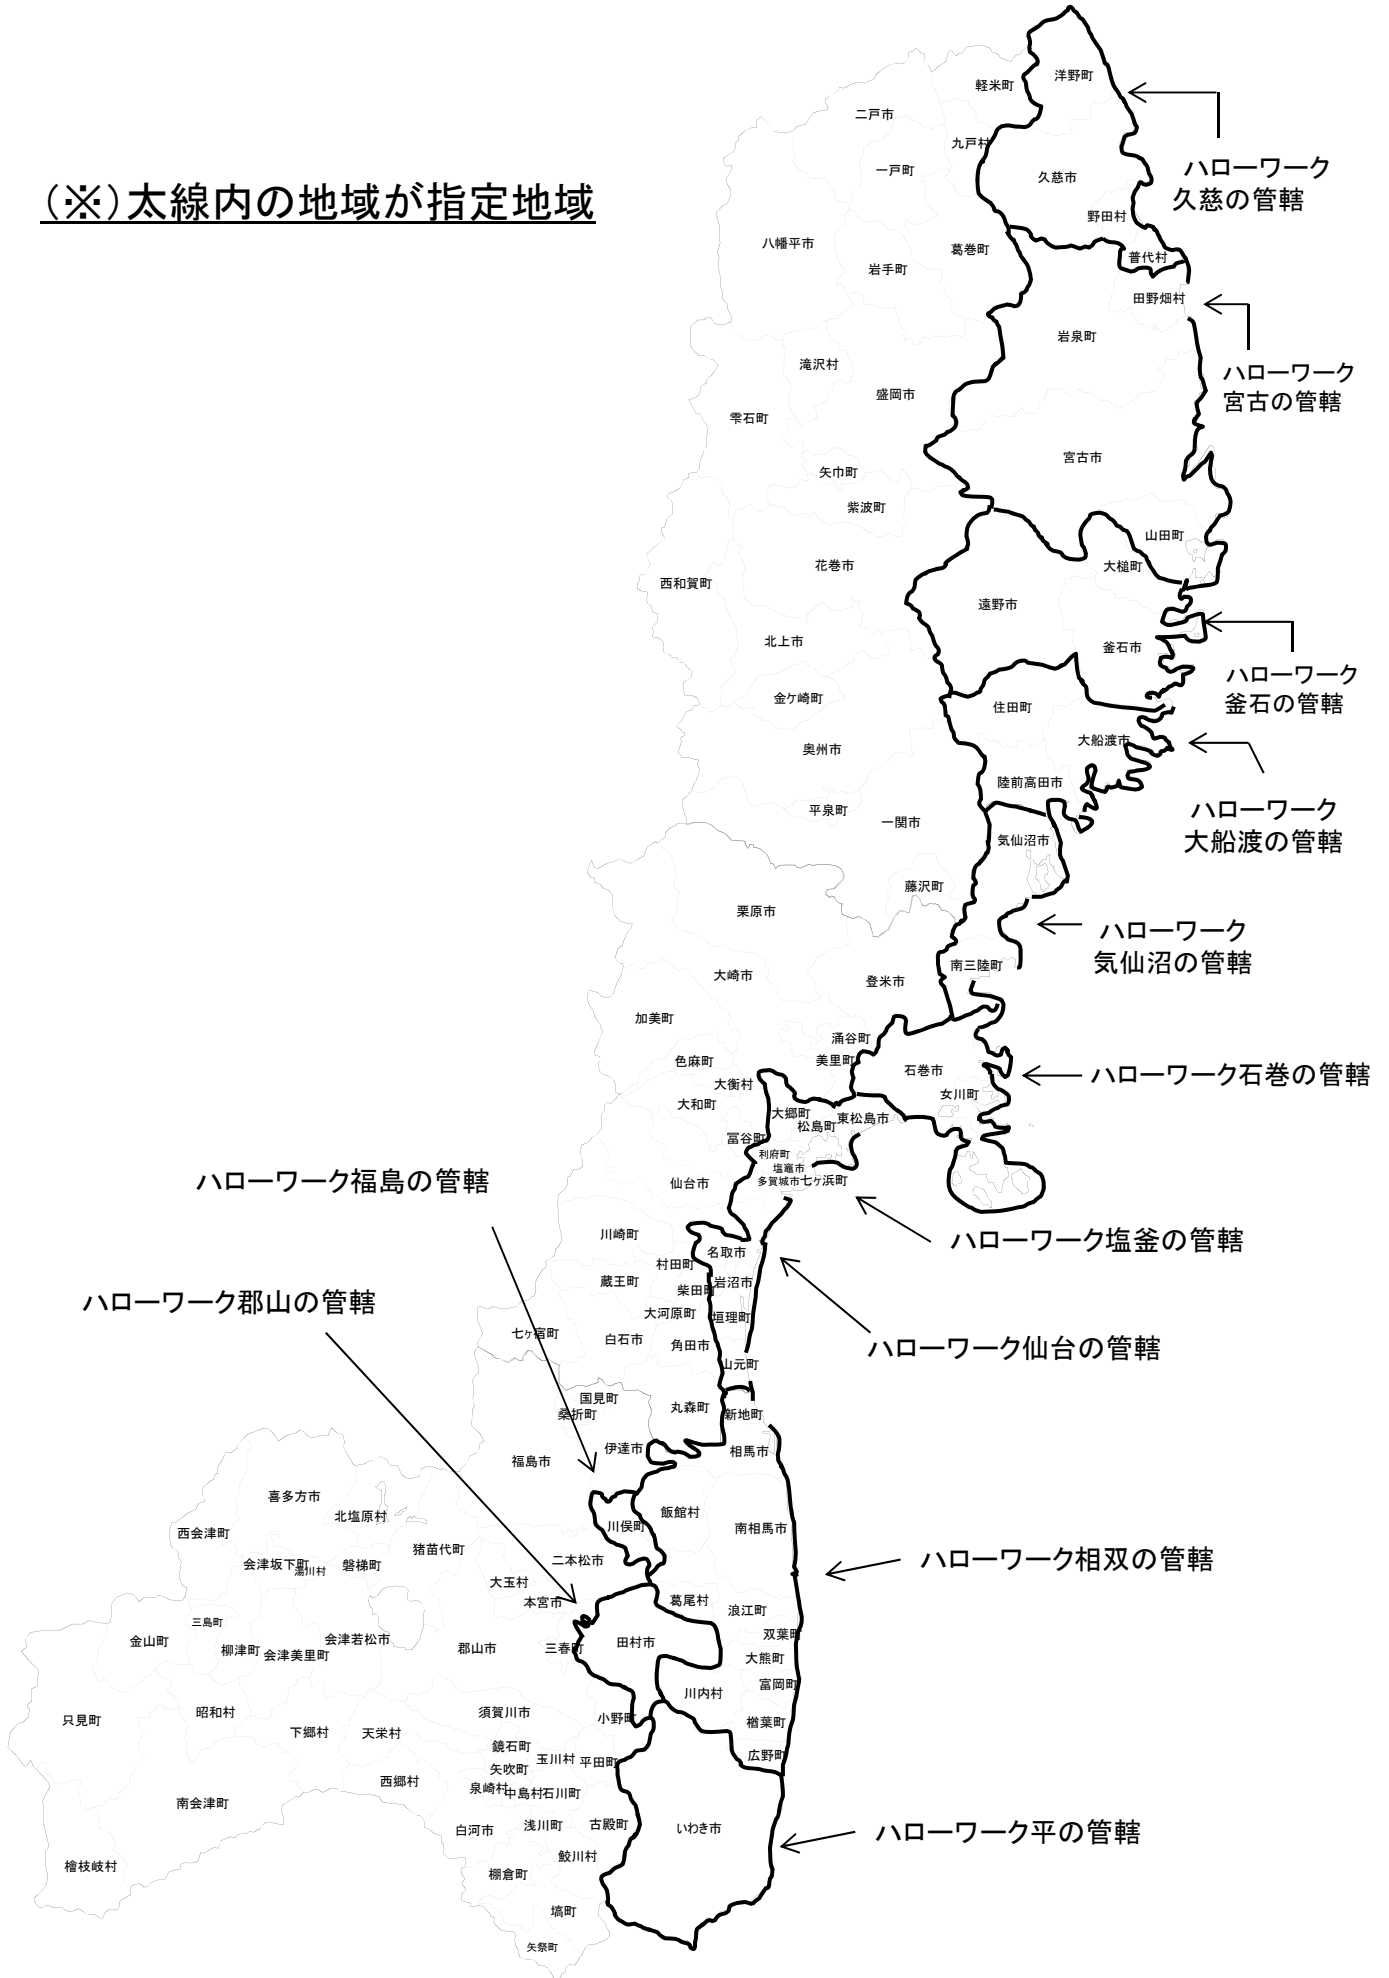 (※)太線内の地域が指定地域
洋野町
軽米町
二戸市
九戸村
一戸町
久慈市
ハローワーク
久慈の管轄
野田村
八幡平市
葛巻町
普代村
岩手町
田野畑村
岩泉町
滝沢村
ハローワーク
宮古の管轄
盛岡市
雫石町
宮古市
矢巾町
紫波町
山田町
花巻市
大槌町
西和賀町
遠野市
北上市
釜石市
ハローワーク
釜石の管轄
金ケ崎町
住田町
大船渡市
奥州市
陸前高田市
平泉町
一関市
ハローワーク
大船渡の管轄
気仙沼市
藤沢町
栗原市
ハローワーク
気仙沼の管轄
南三陸町
大崎市
登米市
加美町
涌谷町
色麻町
美里町
石巻市
ハローワーク石巻の管轄
大衡村
女川町
大和町
大郷町
東松島市
松島町
冨谷町
利府町
塩竈市
ハローワーク福島の管轄
仙台市
多賀城市
七ヶ浜町
川崎町
ハローワーク塩釜の管轄
名取市
村田町
蔵王町
岩沼市
柴田町
ハローワーク郡山の管轄
大河原町
垣理町
七ヶ宿町
白石市
角田市
ハローワーク仙台の管轄
山元町
国見町
桑折町
丸森町
新地町
伊達市
相馬市
福島市
喜多方市
北塩原村
飯館村
川俣町
南相馬市
西会津町
猪苗代町
会津坂下町
湯川村
磐梯町
二本松市
ハローワーク相双の管轄
大玉村
本宮市
葛尾村
浪江町
三島町
双葉町
金山町
柳津町
会津美里町
会津若松市
郡山市
三春町
田村市
大熊町
富岡町
川内村
昭和村
只見町
須賀川市
小野町
楢葉町
下郷村
天栄村
鏡石町
玉川村
平田町
広野町
矢吹町
西郷村
泉崎村
中島村
石川町
南会津町
白河市
浅川町
古殿町
いわき市
ハローワーク平の管轄
鮫川村
檜枝岐村
棚倉町
塙町
矢祭町